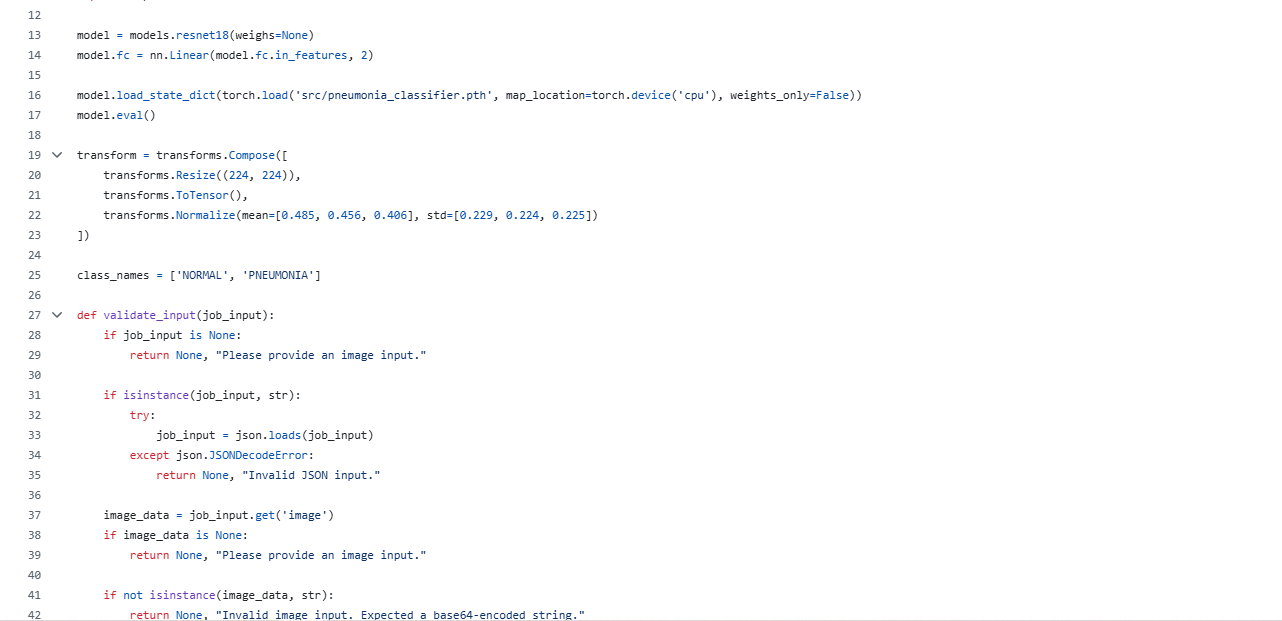 12
13 model = models.resnet18(weighs=None)
14 model.fc = nn.Linear(model.fc.in_features, 2)
15
16 model.load_state_dict(torch.load('src/pneumonia_classifier.pth', map_location=torch.device('cpu'), weights_only=False))
17 model.eval()
18
19 transform = transforms.Compose([
20 transforms.Resize((224, 224)),
21 transforms.ToTensor(),
22 transforms.Normalize(mean=[0.485, 0.456, 0.406], std=[0.229, 0.224, 0.225])
23 ])
24
25 class_names = ['NORMAL', 'PNEUMONIA']
26
27 def validate_input(job_input):
28 if job_input is None:
29 return None, "Please provide an image input."
30
31 if isinstance(job_input, str):
32 try:
33 job_input = json.loads(job_input)
34 except json.JSONDecodeError:
35 return None, "Invalid JSON input."
36
37 image_data = job_input.get('image')
38 if image_data is None:
39 return None, "Please provide an image input."
40
41 if not isinstance(image_data, str):
42 return None, "Invalid image input. Expected a base64-encoded string."